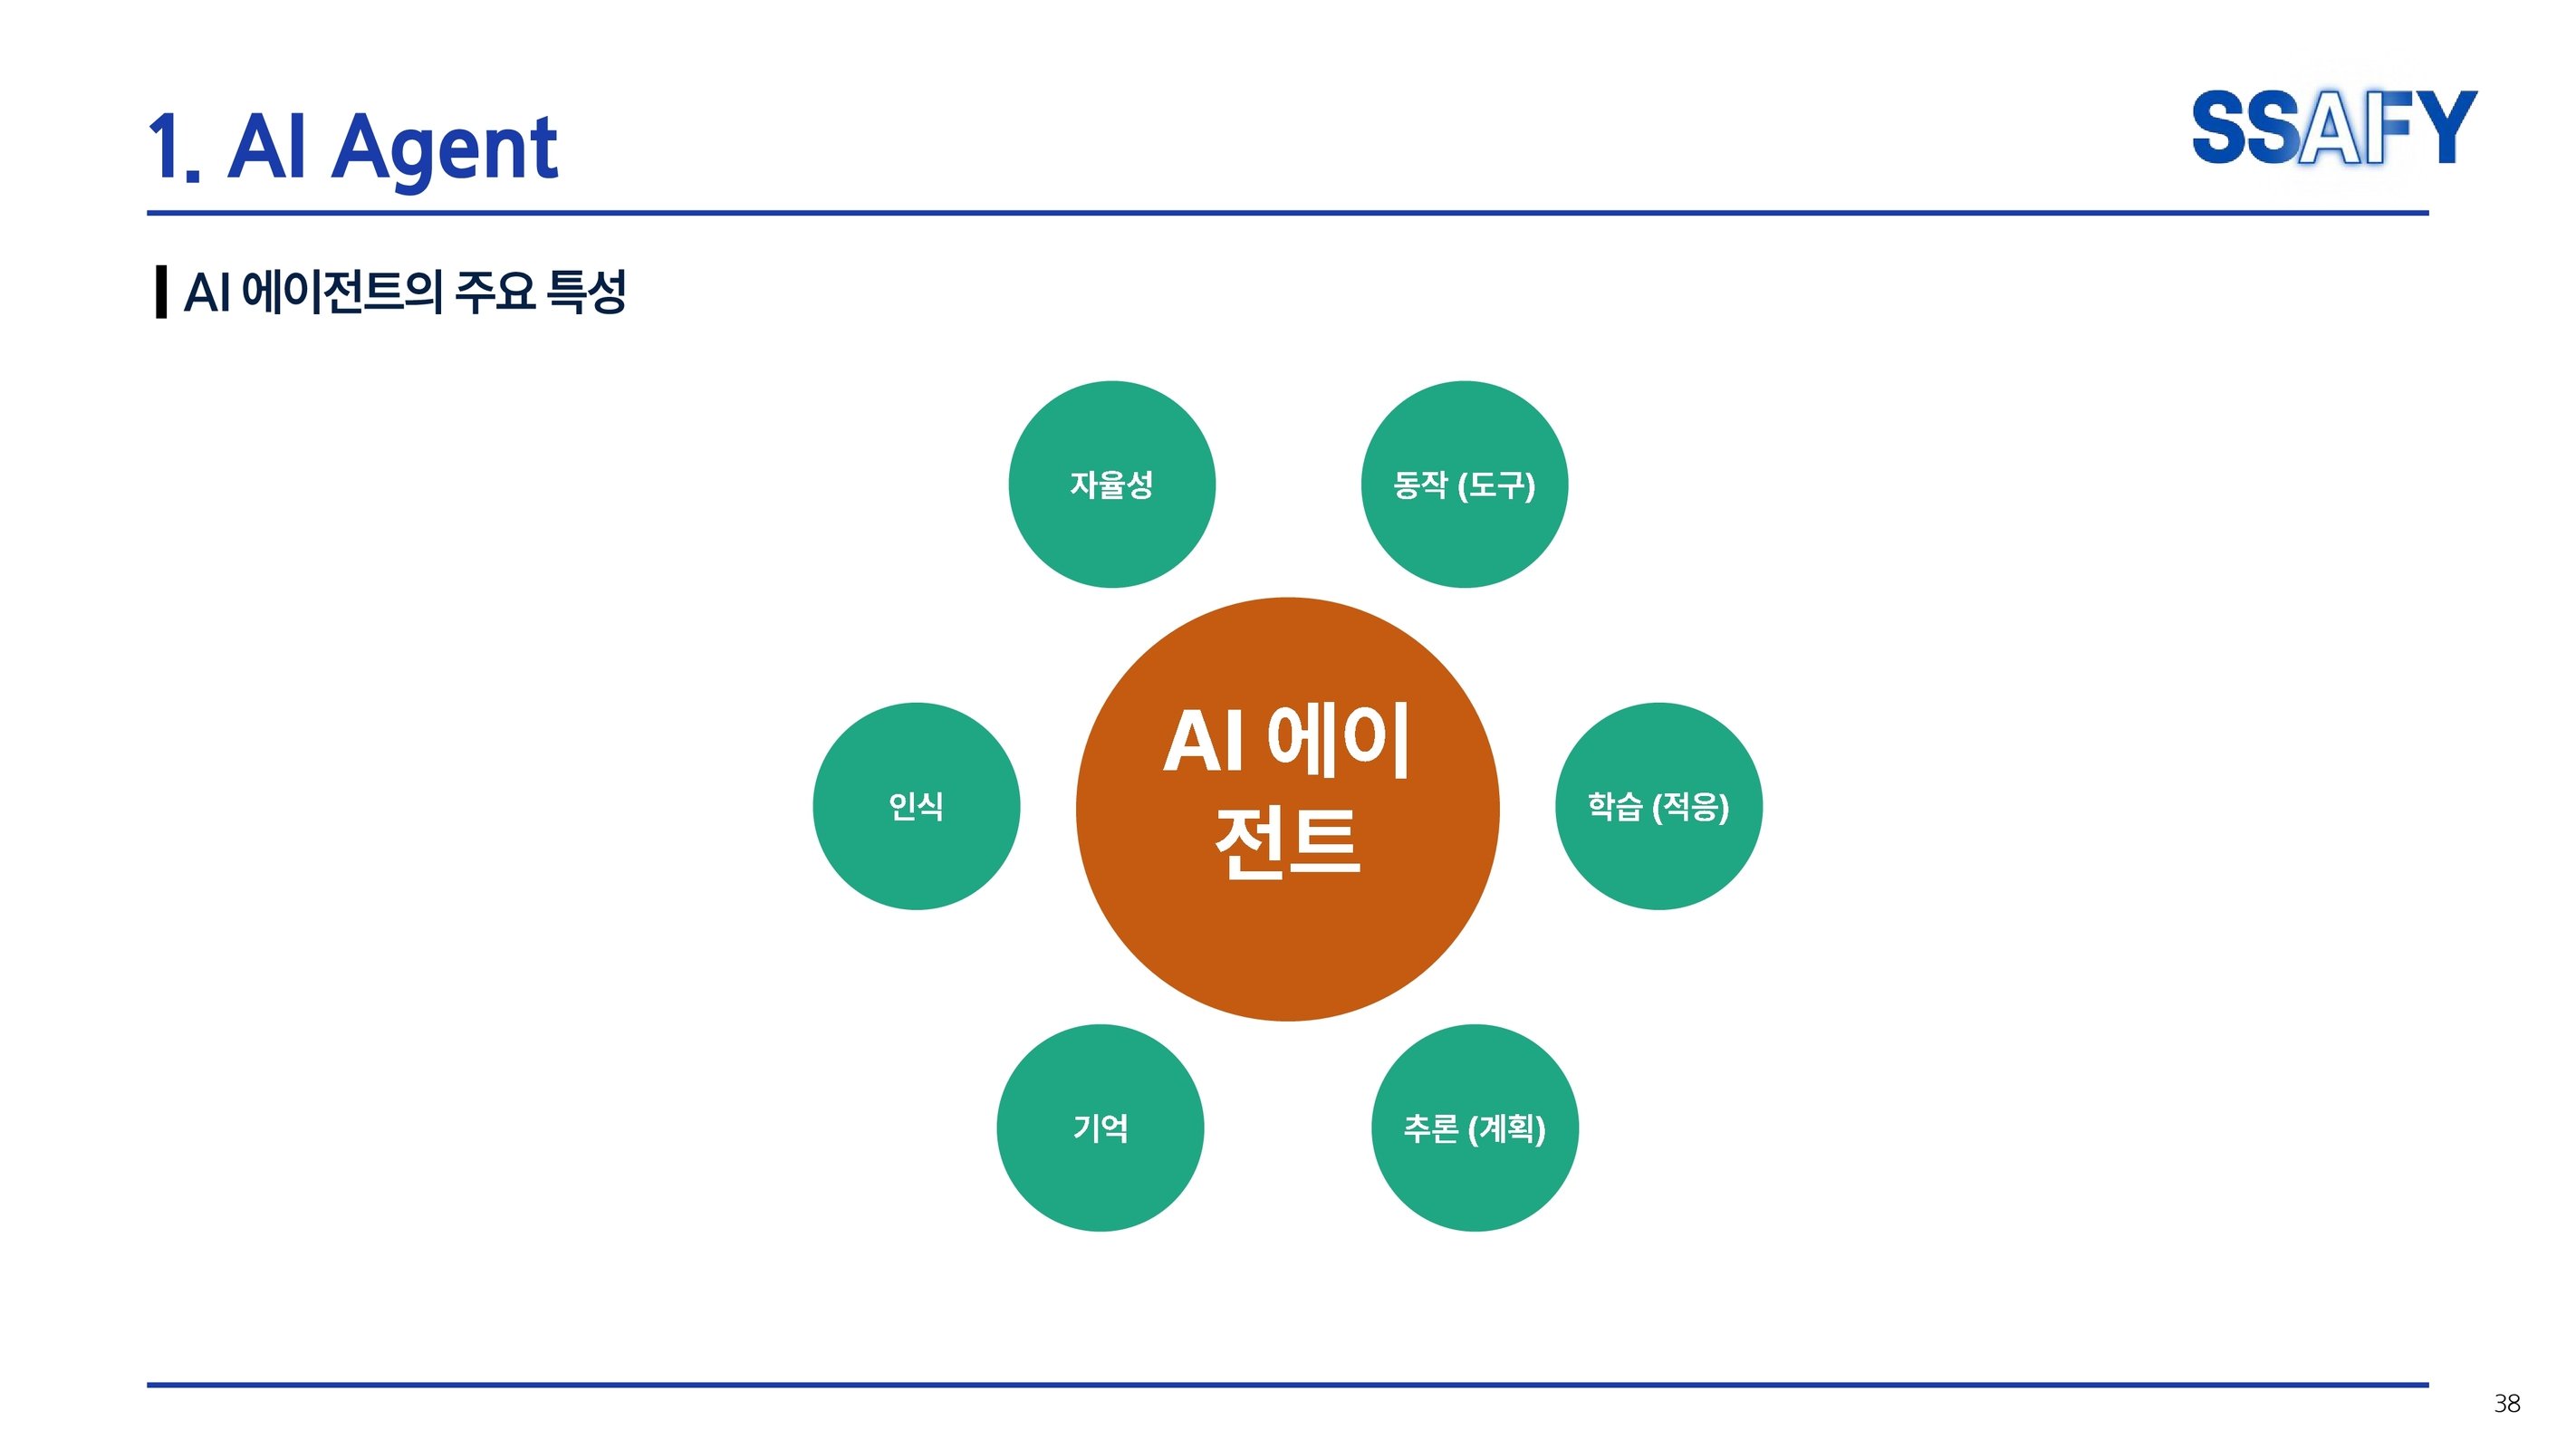 1. AI Agent
SSAFY
AI 에이전트의 주요 특성
자율성
동작 (도구)
AI 에이
전트
인식
학습 (적응)
기억
추론 (계획)
38